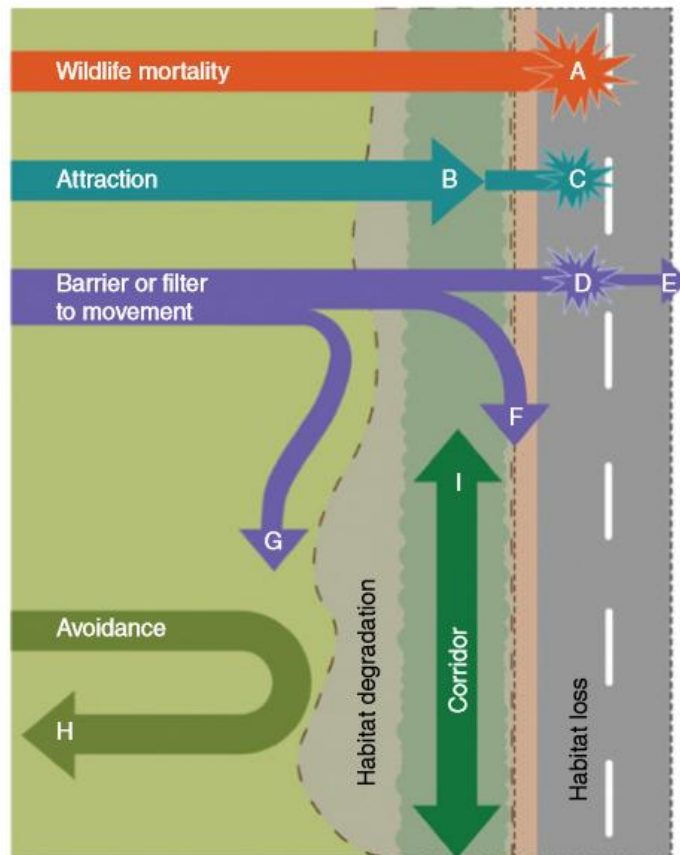 Wildlife mortality
A
Attraction
B
C
Barrier or filter
to movement
D
E
F
G
I
Avoidance
H
Habitat degradation
Corridor
Habitat loss